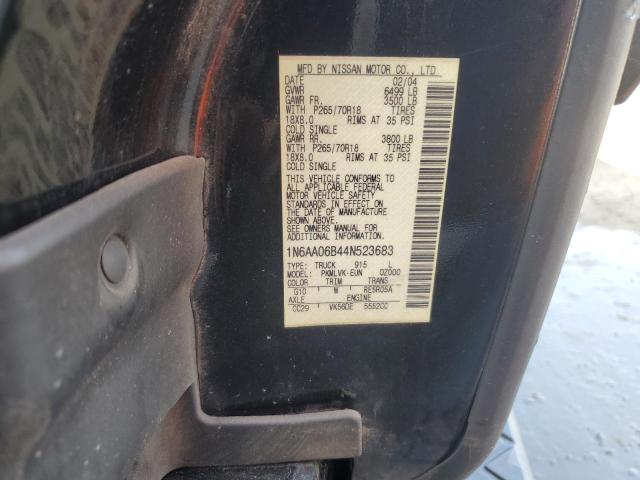 MFD BY NISSAN MOTOR CO., LTD
DATE 02/04
GVWR 6499 LB
GAWR FR. 3500 LB
WITH P265/70R18 TIRES
18X8.0 RIMS AT 35 PSI
COLD SINGLE
GAWR RR. 3800 LB
WITH P265/70R18 TIRES
18X8.0 RIMS AT 35 PSI
COLD SINGLE
THIS VEHICLE CONFORMS TO
ALL APPLICABLE FEDERAL
MOTOR VEHICLE SAFETY
STANDARDS IN EFFECT ON
THE DATE OF MANUFACTURE
SHOWN ABOVE.
SEE OWNERS MANUAL FOR
ADDITIONAL INFORMATION
1N6AA06B44N523683
TYPE: TRUCK 915 L
MODEL: PKMLVK-EUN 0Z000
COLOR TRIM TRANS
G10 W RE5R05A
AXLE ENGINE
CC29 VK56DE 5552CC